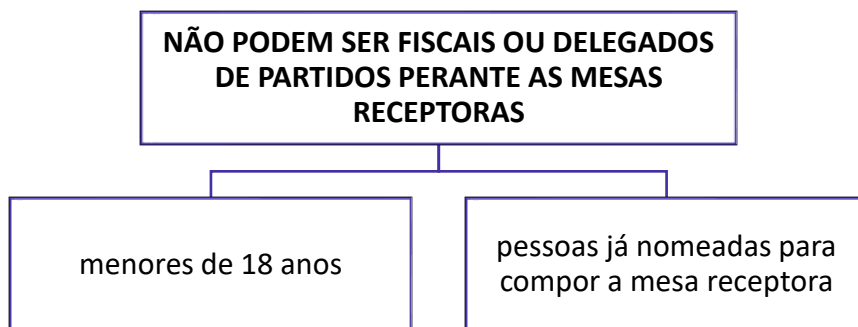 NÃO PODEM SER FISCAIS OU DELEGADOS
DE PARTIDOS PERANTE AS MESAS
RECEPTORAS
menores de 18 anos
pessoas já nomeadas para
compor a mesa receptora